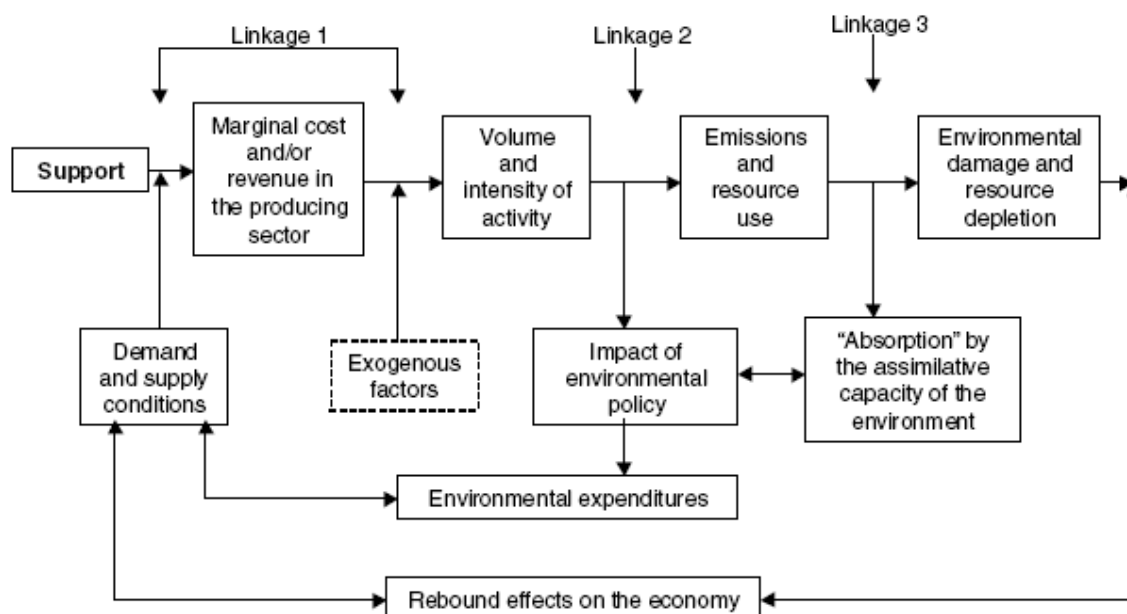 Linkage 1
Linkage 2
Linkage 3
Support
Marginal cost
and/or
revenue in
the producing
sector
Volume
and
intensity of
activity
Emissions
and
resource
use
Environmental
damage and
resource
depletion
Demand
and supply
conditions
Exogenous
factors
Impact of
environmental
policy
“Absorption” by
the assimilative
capacity of the
environment
Environmental expenditures
Rebound effects on the economy